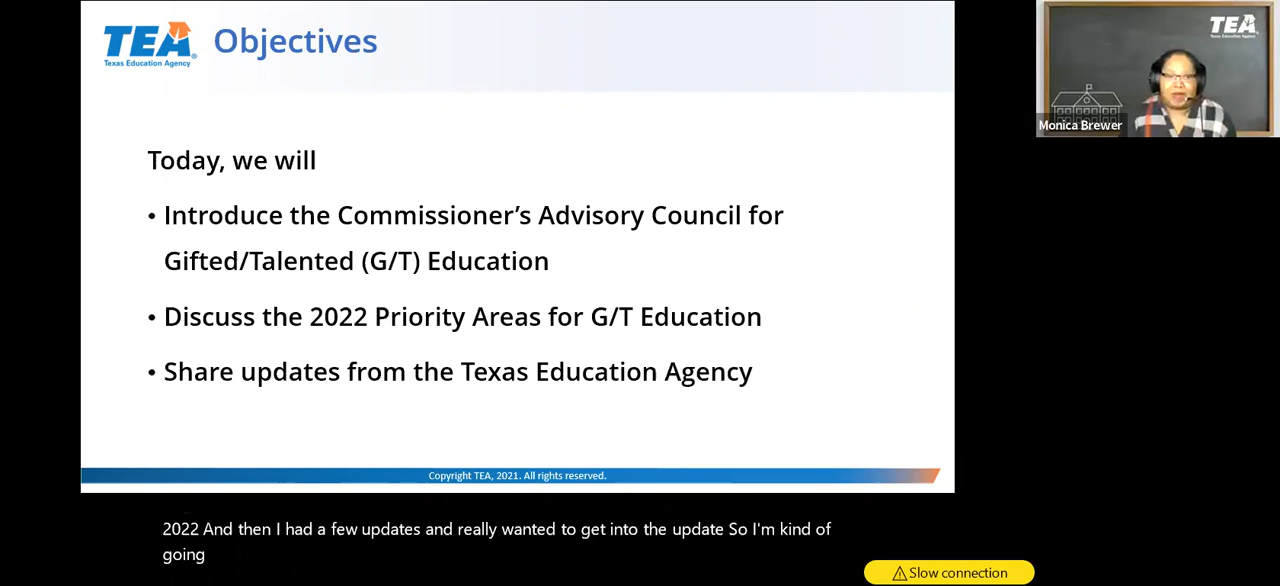 TEA
Texas Education Agency
Objectives
Today, we will
• Introduce the Commissioner's Advisory Council for
Gifted/Talented (G/T) Education
• Discuss the 2022 Priority Areas for G/T Education
• Share updates from the Texas Education Agency
Copyright TEA, 2021. All rights reserved.
TEA
Texas Education Agency
Monica Brewer
2022 And then I had a few updates and really wanted to get into the update So I'm kind of
going
Slow connection